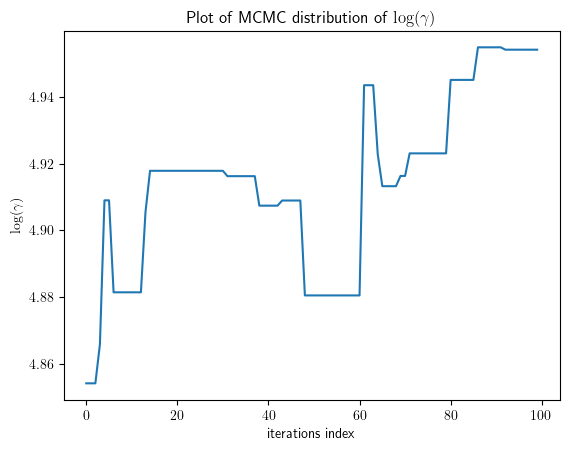 Plot of MCMC distribution of log(γ)
4.94
4.92
4.90
4.88
4.86
log(γ)
0 20 40 60 80 100
iterations index